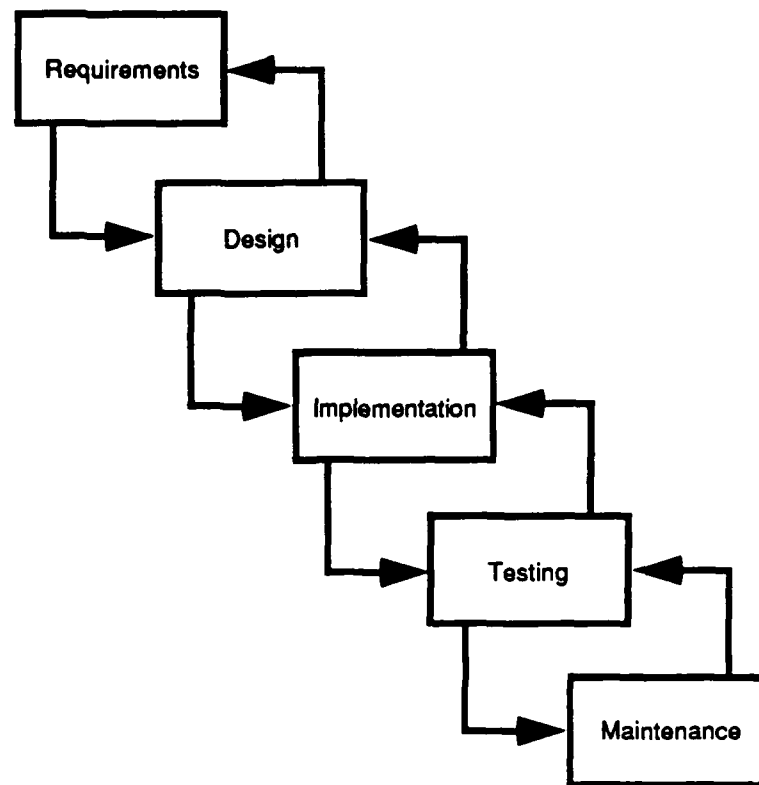 Requirements
Design
Implementation
Testing
Maintenance